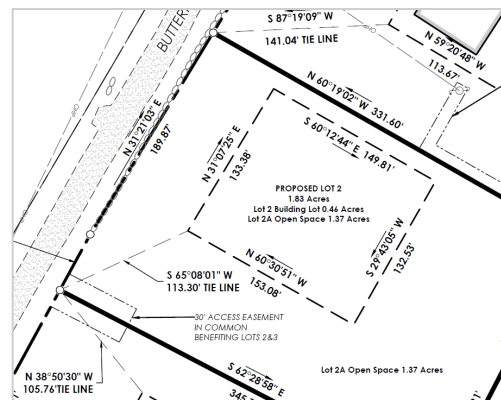 S 87°19'09" W
141.04' TIE LINE
N 59°20'48" W
113.67'
BUTTER
N 60°19'02" W 331.60'
N 31°21'03" E
189.87'
S 60°12'44" E 149.81'
N 31°07'25" E
133.38'
PROPOSED LOT 2
1.83 Acres
Lot 2 Building Lot 0.46 Acres
Lot 2A Open Space 1.37 Acres
S 29°43'05" W
132.53'
N 60°30'51" W
153.08'
S 65°08'01" W
113.30' TIE LINE
30' ACCESS EASEMENT
IN COMMON
BENEFITING LOTS 2&3
N 38°50'30" W
105.76'TIE LINE
S 62°28'58" E
345.5
Lot 2A Open Space 1.37 Acres